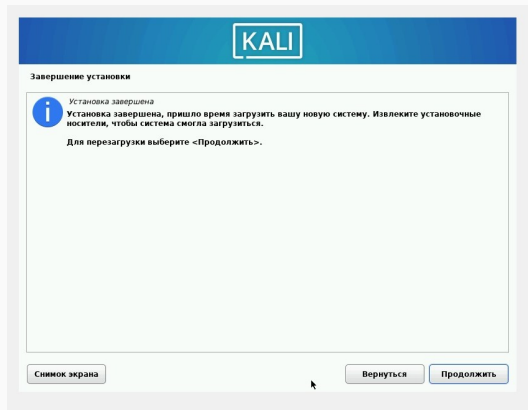 KALI
Завершение установки
Установка завершена
Установка завершена, пришло время загрузить вашу новую систему. Извлеките установочные
носители, чтобы система смогла загрузиться.
Для перезагрузки выберите <Продолжить>.
Снимок экрана
Вернуться
Продолжить